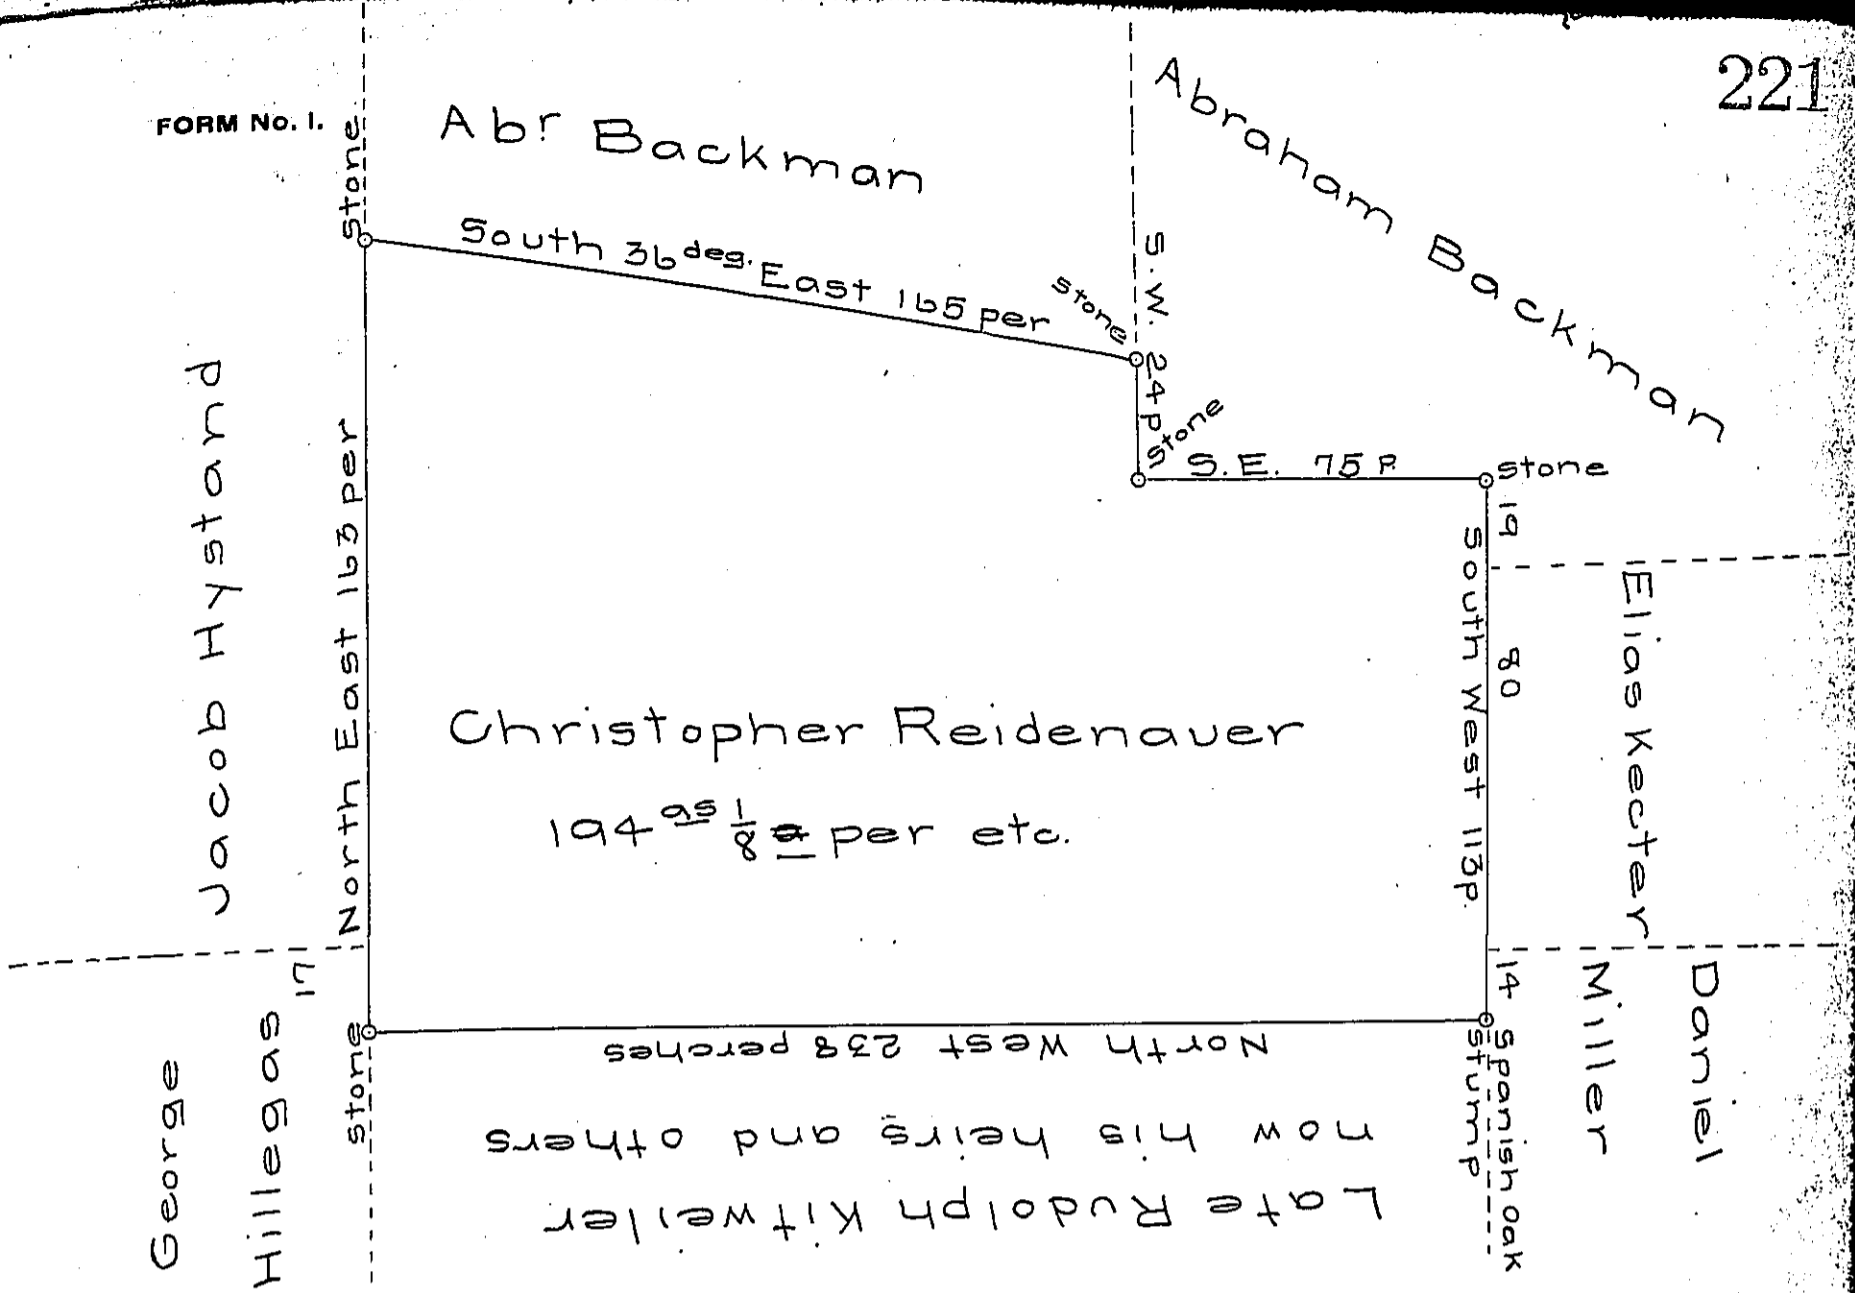 221
FORM No. 1.
Abr Backman
Abraham Backman
stone
South 36 deg. East 165 per
stone
S.W. 24 p
stone
S.E. 75 P.
stone
19
South West 113p.
80
Elias Kecter
Jacob Hystand
North East 163 per
Christopher Reidenauer
194 as 1/8 a per etc.
17
George
Hillegas
stone
14
Daniel
Miller
Spanish Oak
stump
North West 238 perches
Late Rudolph Kitweiler
now his heirs and others